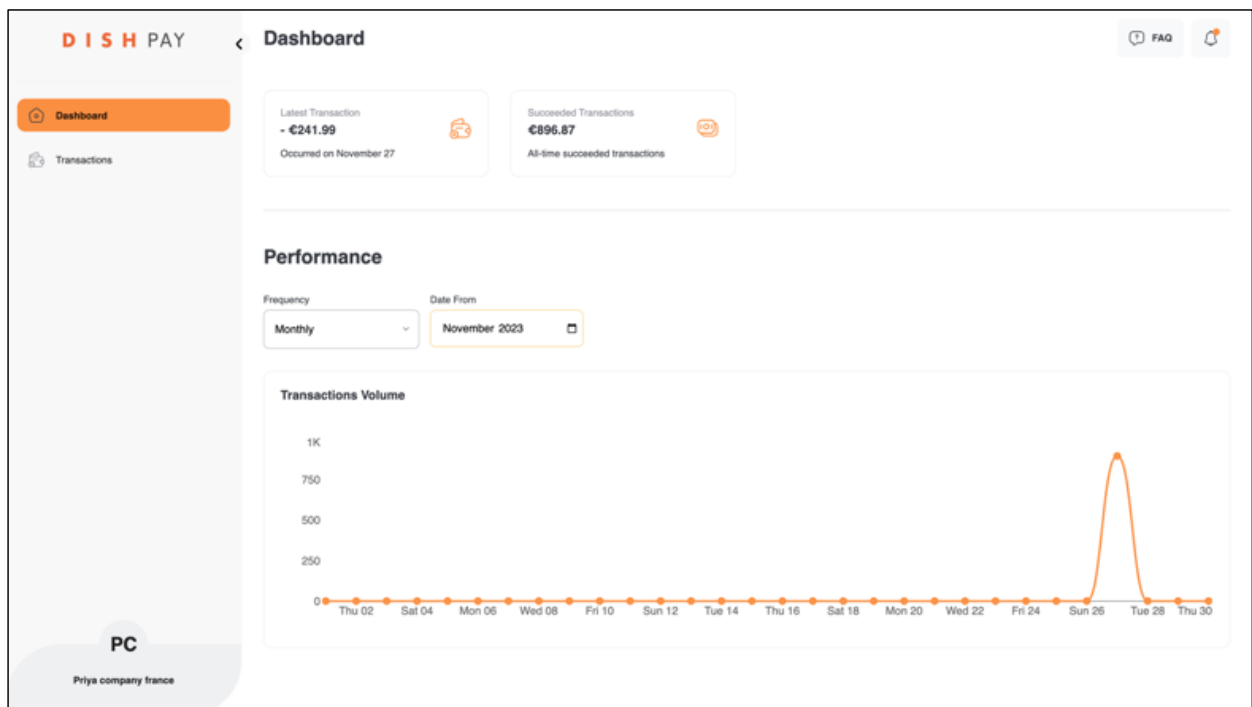 DISH PAY
Dashboard
FAQ
Dashboard
Transactions
Latest Transaction
- €241.99
Occurred on November 27
Succeeded Transactions
€896.87
All-time succeeded transactions
Performance
Frequency
Date From
Monthly
November 2023
Transactions Volume
1K
750
500
250
0
Thu 02 Sat 04 Mon 06 Wed 08 Fri 10 Sun 12 Tue 14 Thu 16 Sat 18 Mon 20 Wed 22 Fri 24 Sun 26 Tue 28 Thu 30
PC
Priya company france